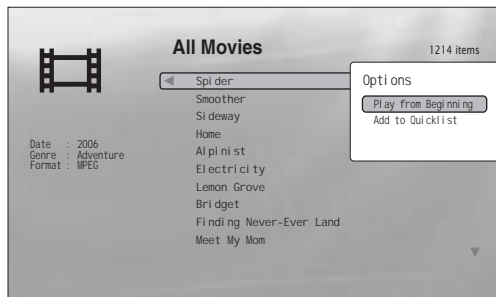 All Movies
1214 items
Spider
Smoother
Sideway
Home
Alpinist
Electricity
Lemon Grove
Bridget
Finding Never-Ever Land
Meet My Mom
Options
Play from Beginning
Add to Quicklist
Date : 2006
Genre : Adventure
Format : MPEG